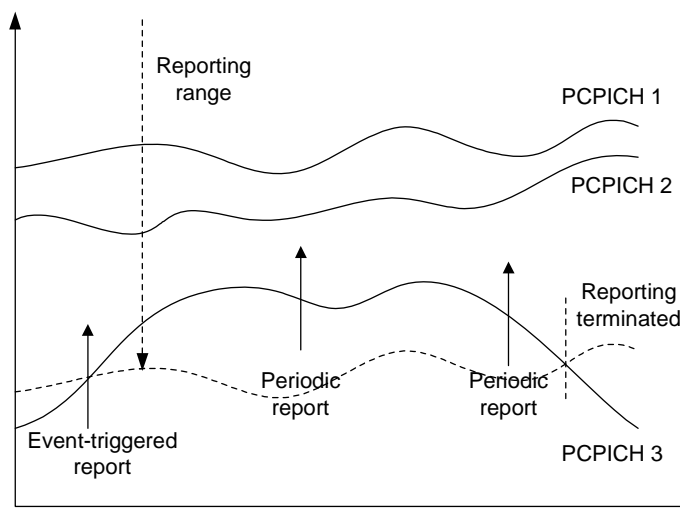 Reporting
range
PCPICH 1
PCPICH 2
Reporting
terminated
Periodic
report
Periodic
report
Event-triggered
report
PCPICH 3